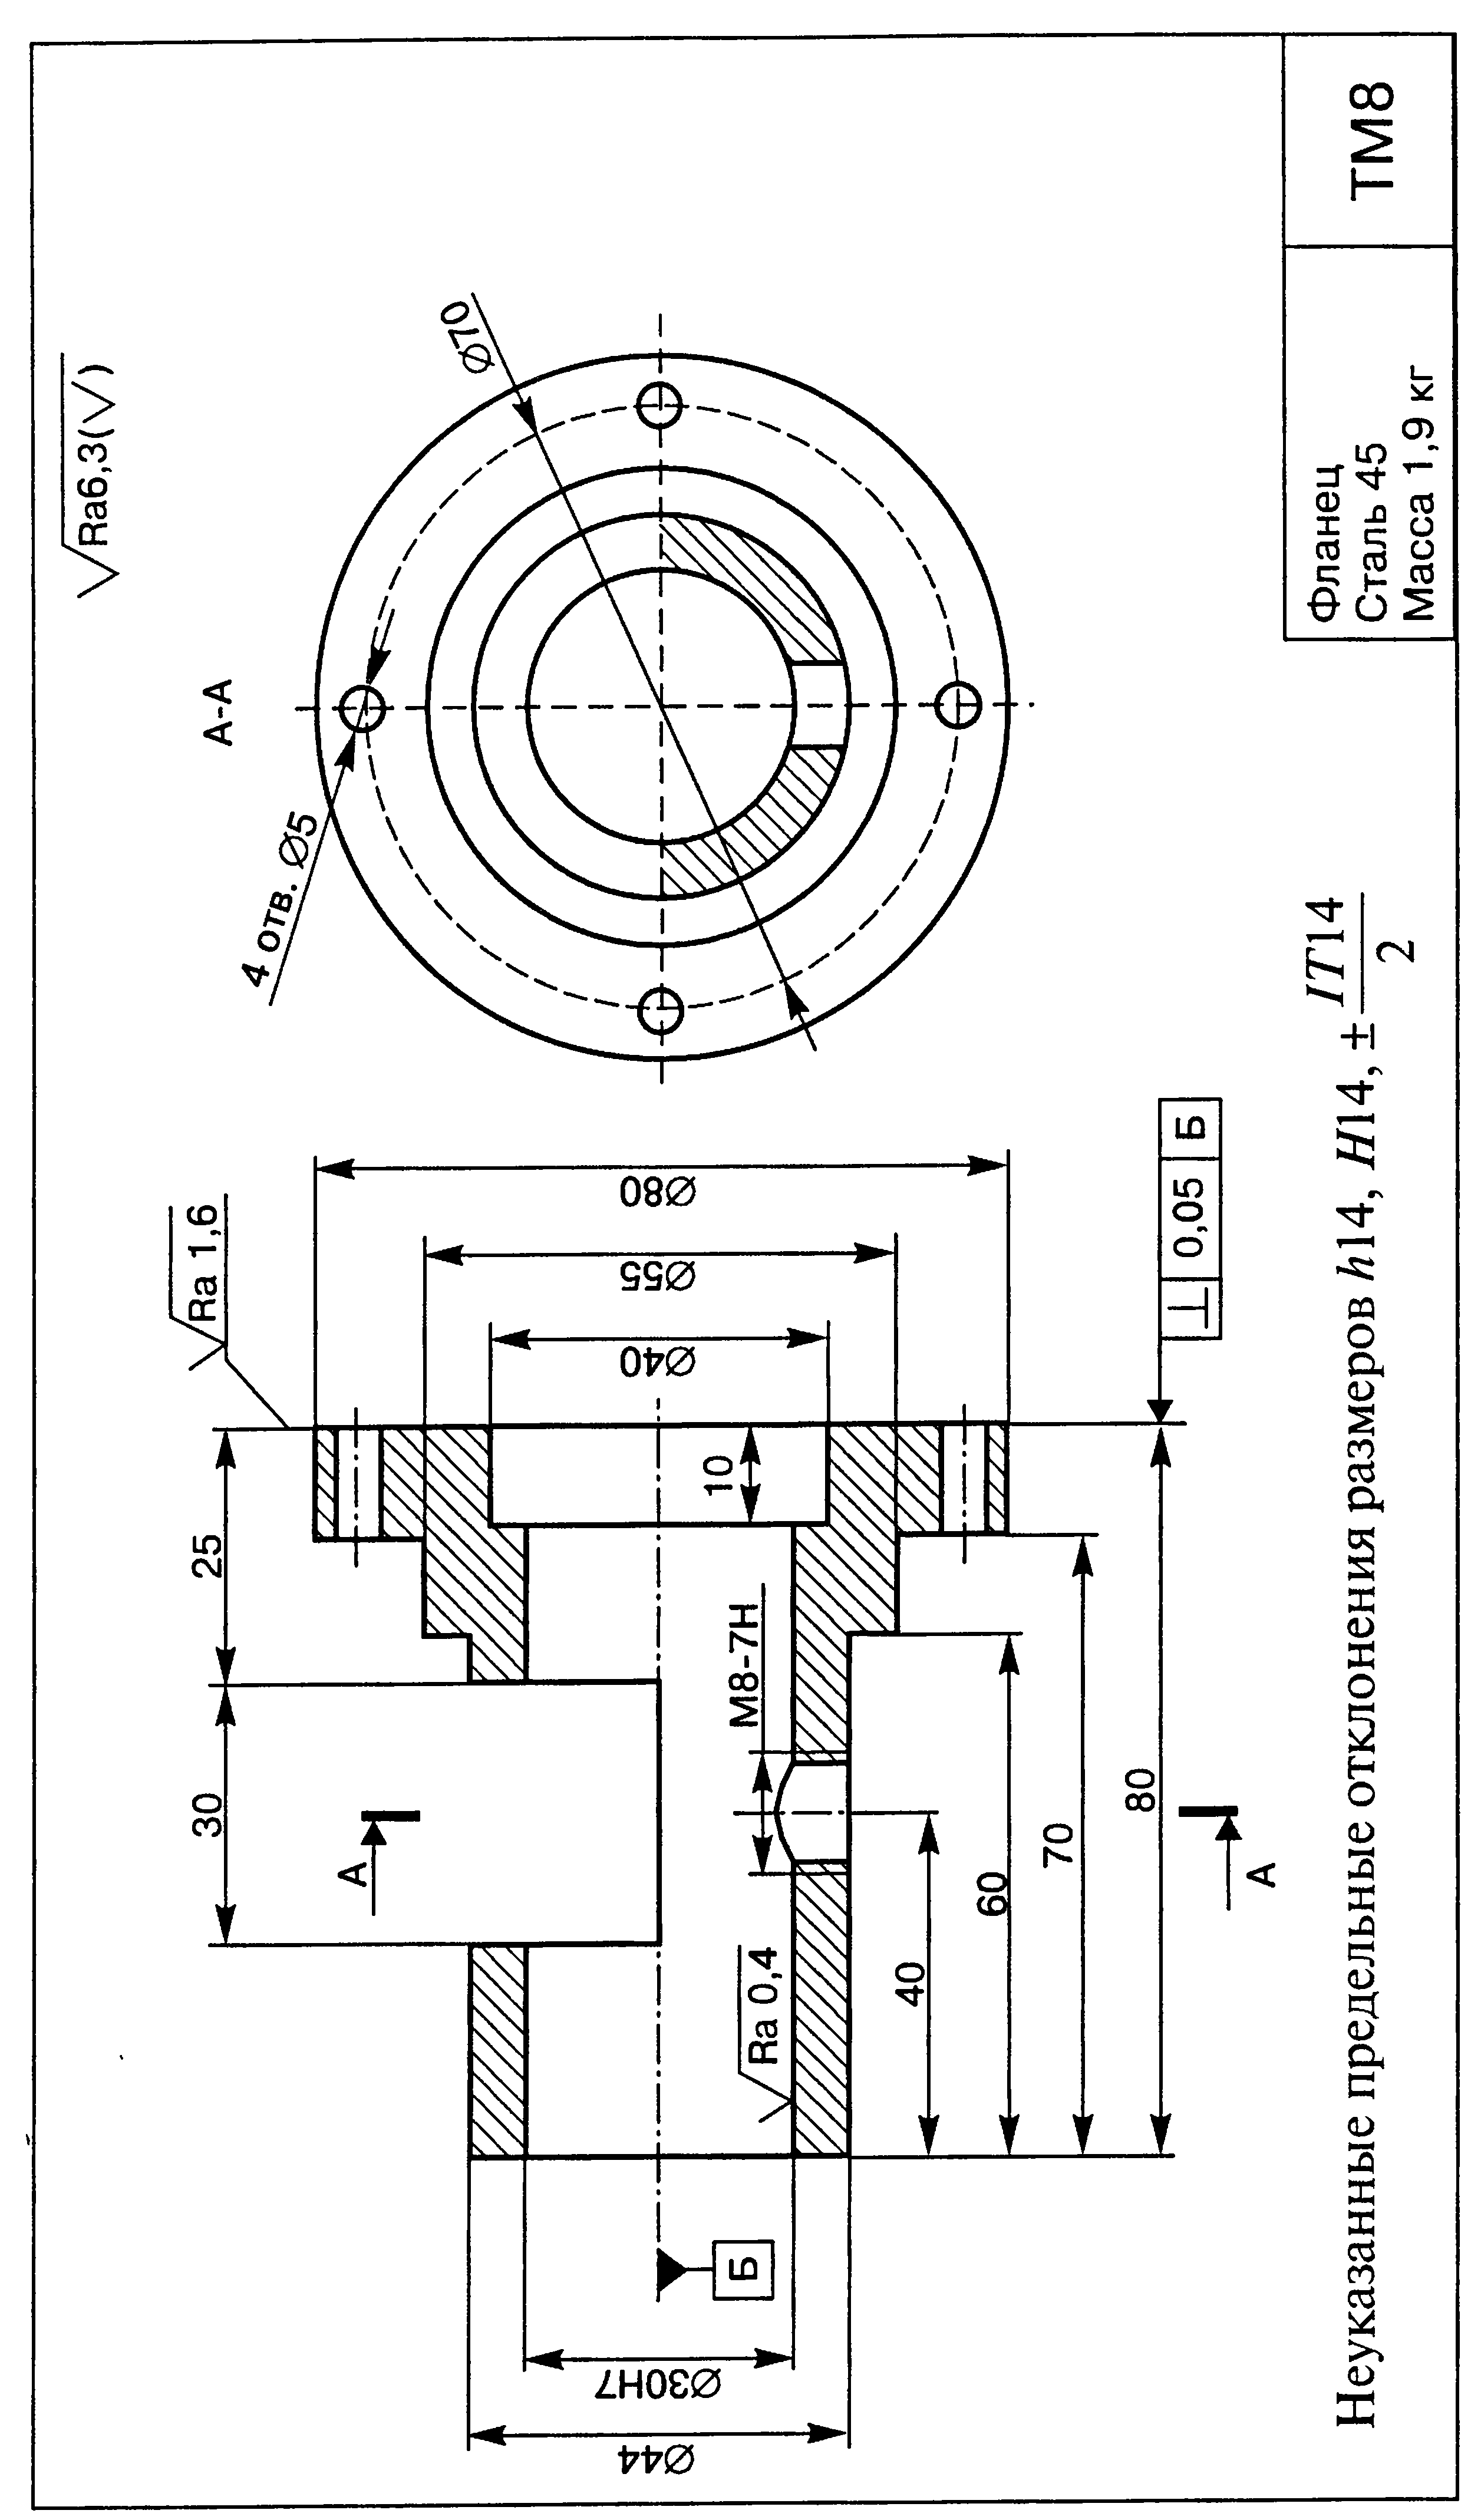 Ra6,3(√)
А-А
4 отв. Ø5
Ø70
Ra 1,6
30
25
А
Ø44
Ø30H7
Б
Ra 0,4
М8-7Н
10
Ø40
Ø55
Ø80
40
60
70
80
А
⊥ 0,05 Б
Неуказанные предельные отклонения размеров h14, H14, ± IT14/2
Фланец
Сталь 45
Масса 1,9 кг
ТМ8